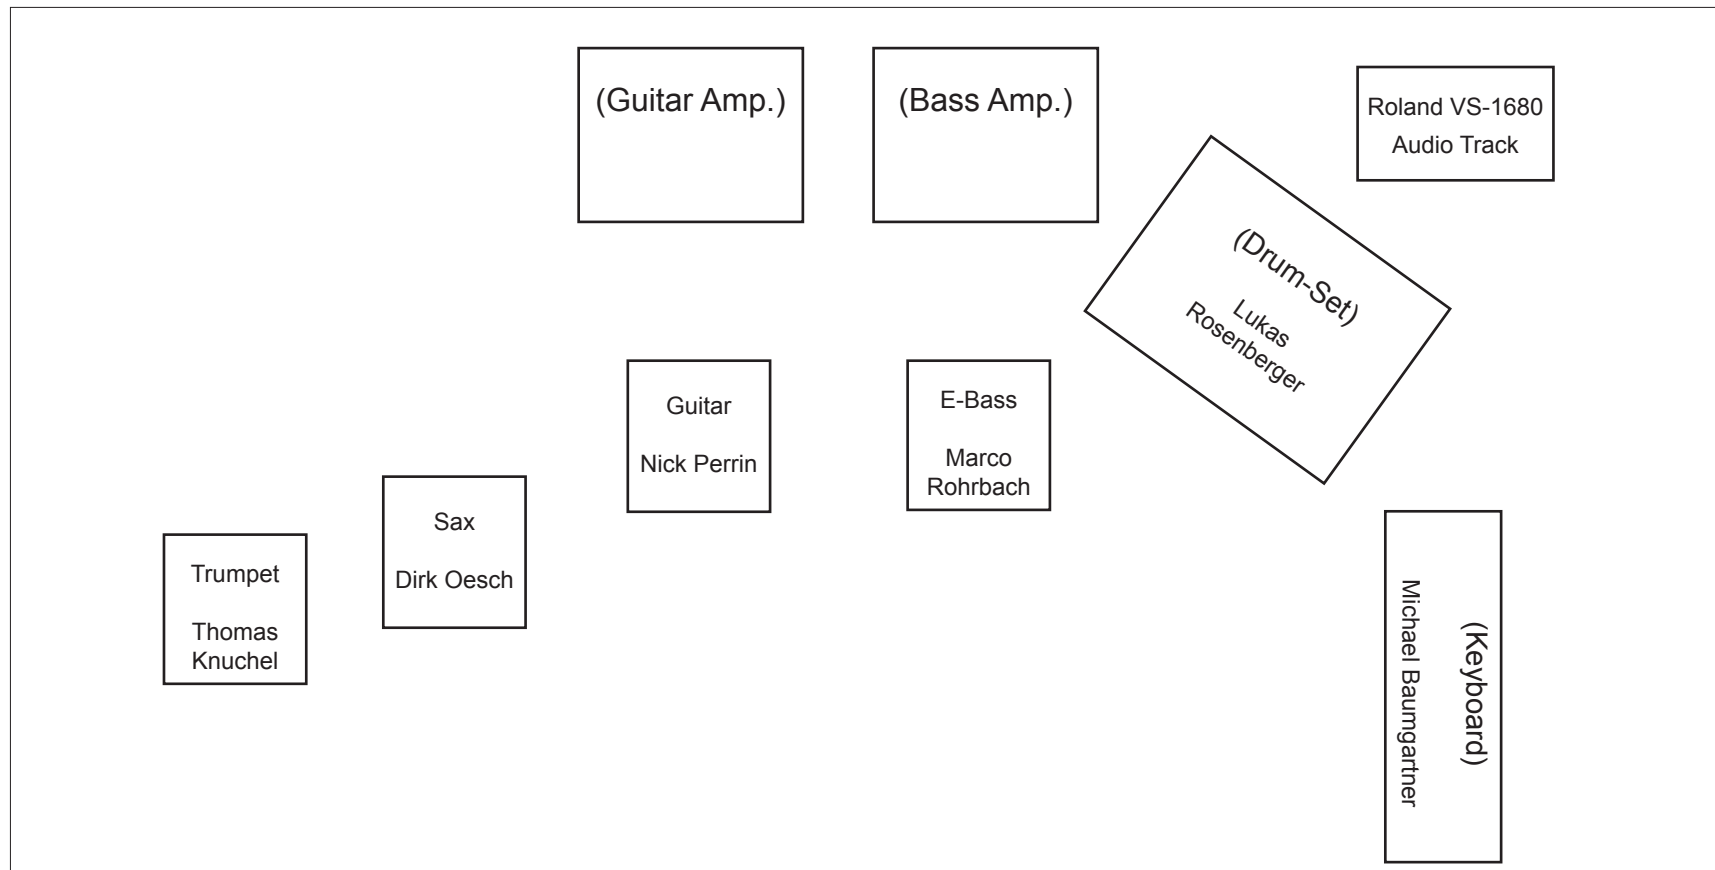 (Guitar Amp.)
(Bass Amp.)
Roland VS-1680
Audio Track
(Drum-Set)
Lukas
Rosenberger
Guitar
Nick Perrin
E-Bass
Marco
Rohrbach
Sax
Dirk Oesch
Trumpet
Thomas
Knuchel
(Keyboard)
Michael Baumgartner